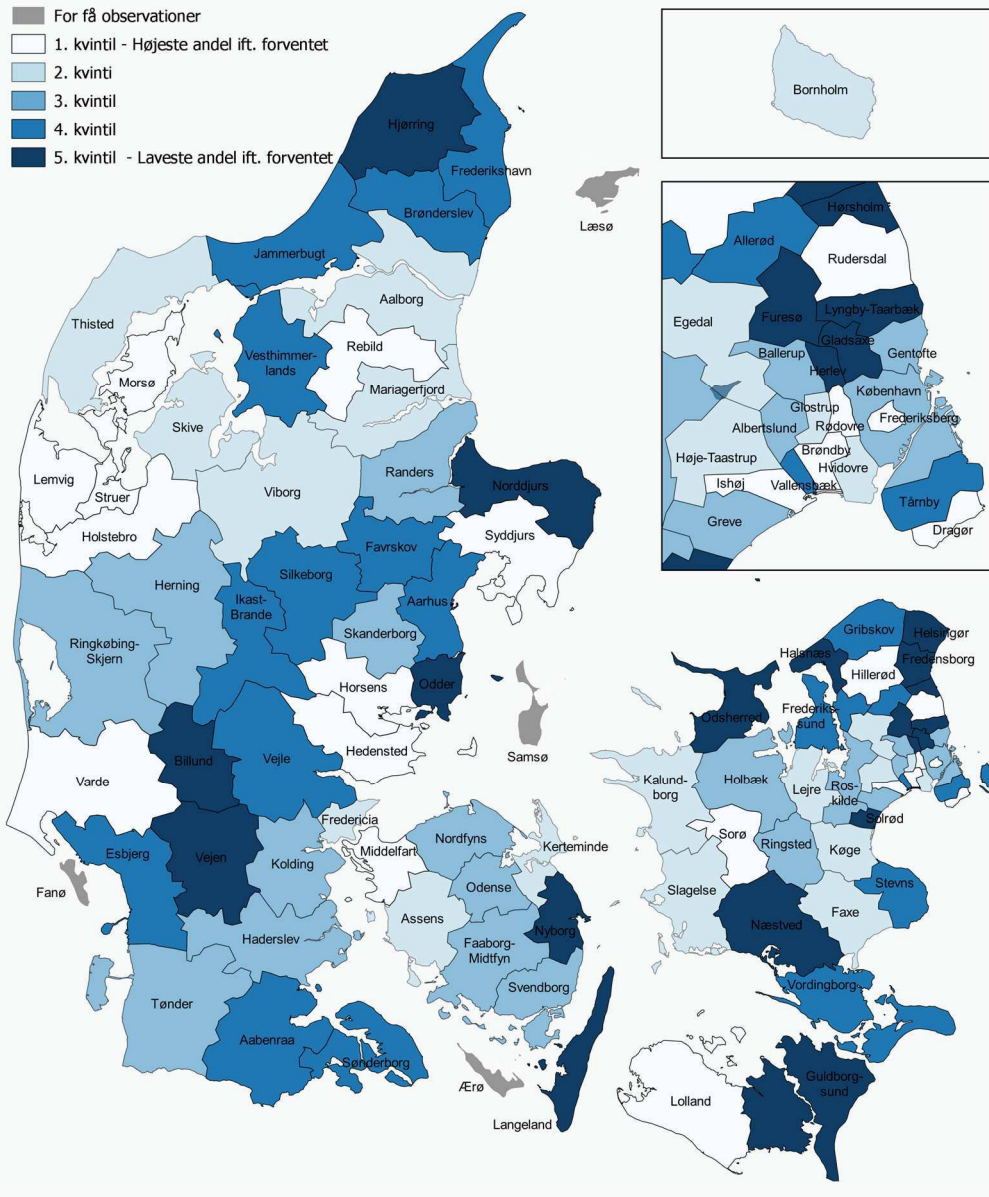 For få observationer
1. kvintil - Højeste andel ift. forventet
2. kvinti
3. kvintil
4. kvintil
5. kvintil - Laveste andel ift. forventet
Bornholm
Hjørring
Frederikshavn
Brønderslev
Læsø
Jammerbugt
Aalborg
Thisted
Vesthimmer-
lands
Rebild
Morsø
Mariagerfjord
Skive
Lemvig
Struer
Viborg
Randers
Norddjurs
Holstebro
Syddjurs
Favrskov
Silkeborg
Herning
Ikast-
Brande
Aarhus
Skanderborg
Ringkøbing-
Skjern
Horsens
Odder
Hedensted
Samsø
Varde
Billund
Vejle
Fredericia
Esbjerg
Vejen
Kolding
Middelfart
Nordfyns
Kerteminde
Fanø
Odense
Assens
Nyborg
Haderslev
Faaborg-
Midtfyn
Svendborg
Tønder
Aabenraa
Sønderborg
Ærø
Langeland
Hørsholm
Allerød
Rudersdal
Egedal
Furesø
Lyngby-Taarbæk
Gladsaxe
Ballerup
Gentofte
Herlev
København
Glostrup
Frederiksberg
Albertslund
Rødovre
Brøndby
Høje-Taastrup
Hvidovre
Ishøj
Vallensbæk
Tårnby
Greve
Dragør
Gribskov
Helsingør
Halsnæs
Fredensborg
Hillerød
Odsherred
Frederiks-
sund
Kalund-
borg
Holbæk
Lejre
Ros-
kilde
Solrød
Sorø
Ringsted
Køge
Slagelse
Stevns
Næstved
Faxe
Vordingborg
Guldborg-
sund
Lolland